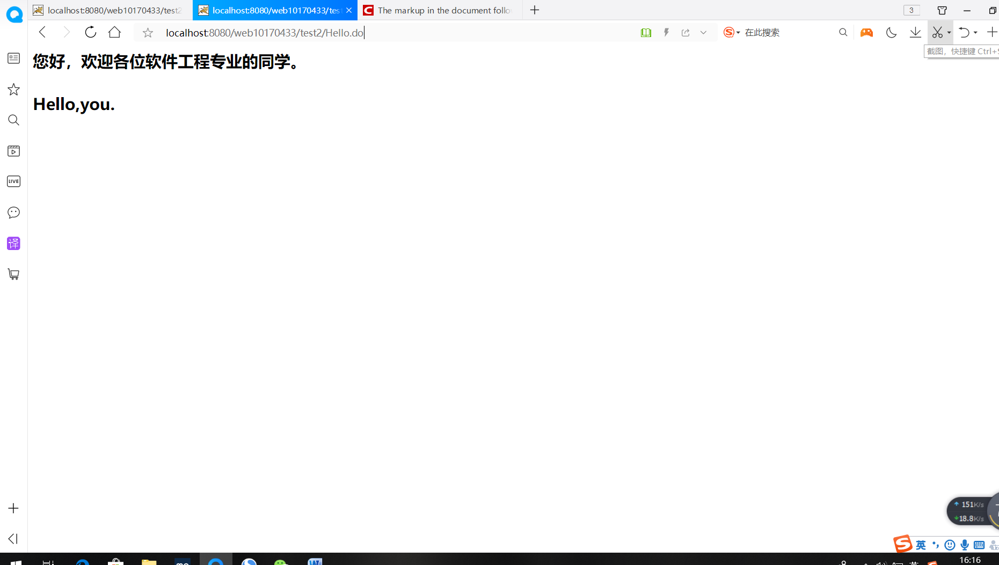 localhost:8080/web10170433/test2
localhost:8080/web10170433/tes
The markup in the document follo
3
localhost:8080/web10170433/test2/Hello.do
在此搜索
截图，快捷键 Ctrl+S
您好，欢迎各位软件工程专业的同学。
Hello,you.
LIVE
译
151K/s
18.8K/s
英
16:16